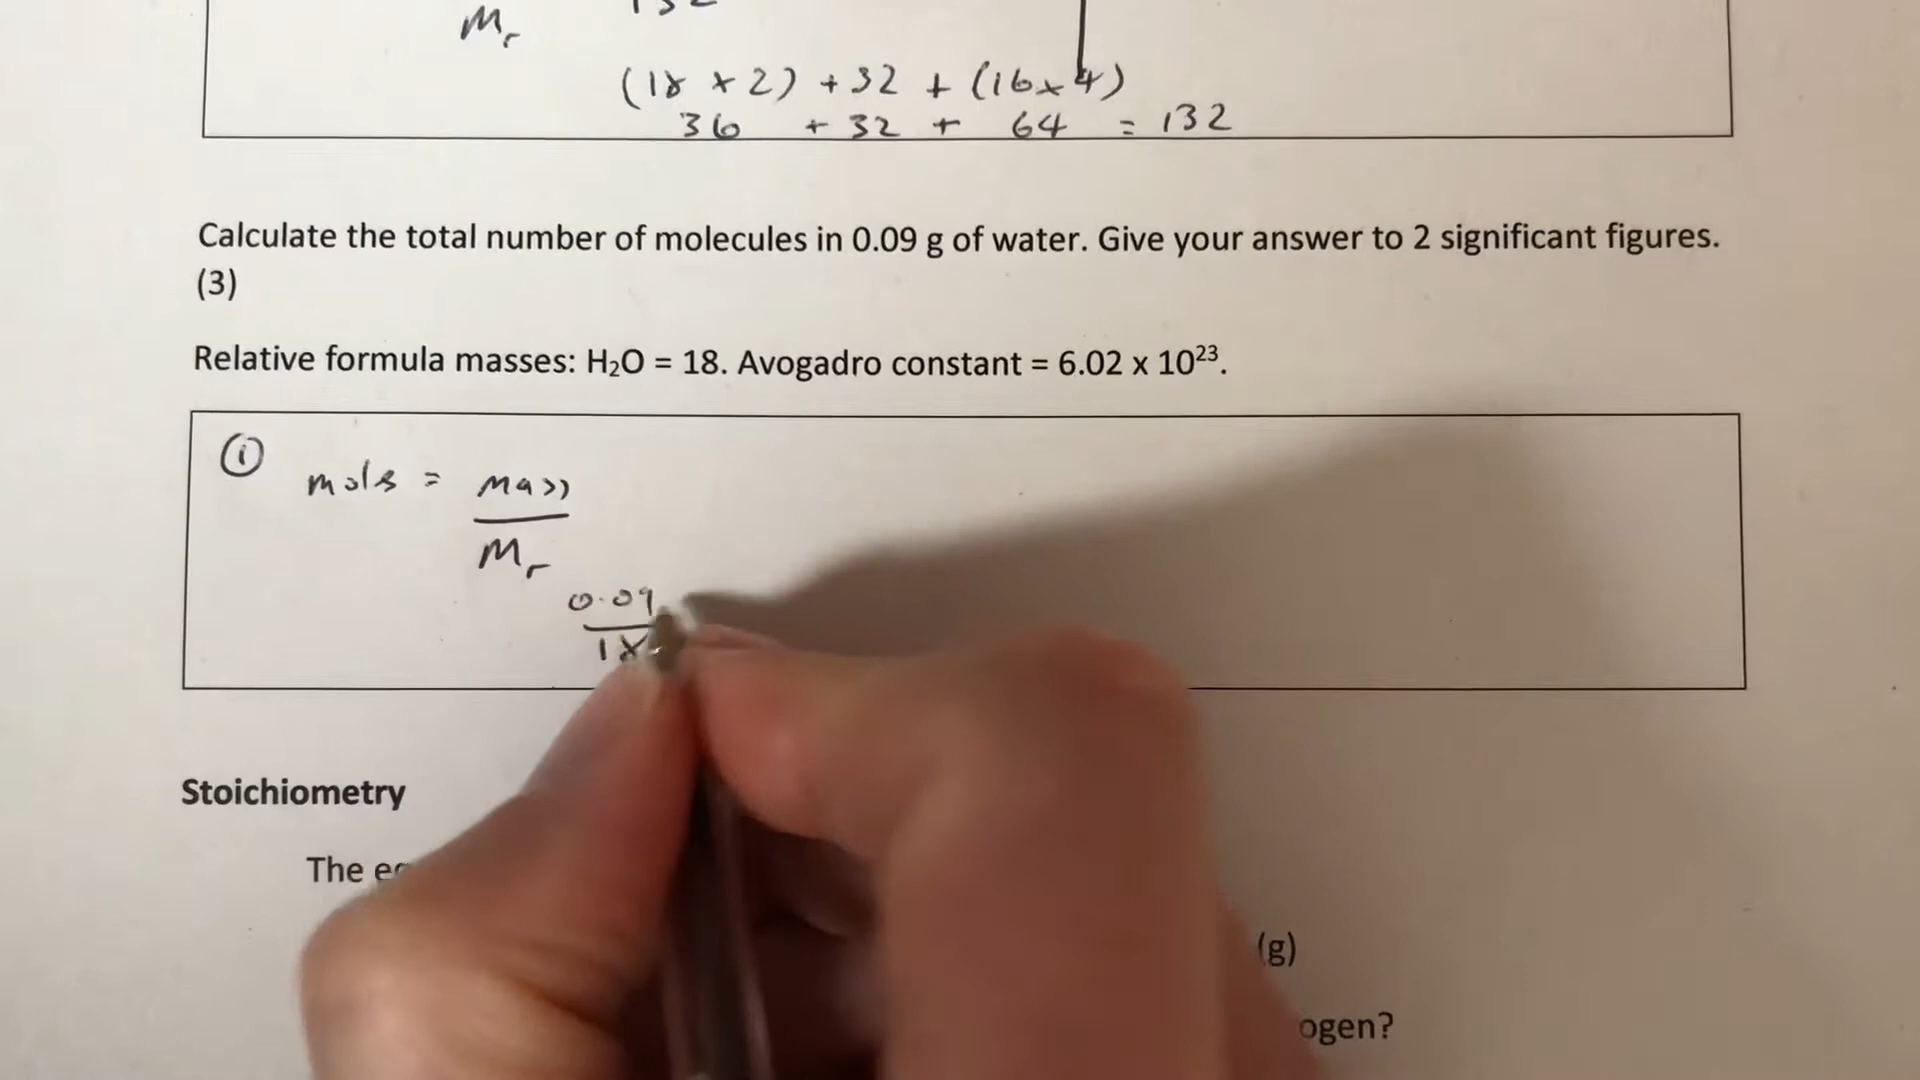 Mr
(18 × 2) + 32 + (16 × 4)
36 + 32 + 64 = 132
Calculate the total number of molecules in 0.09 g of water. Give your answer to 2 significant figures.
(3)
Relative formula masses: H₂O = 18. Avogadro constant = 6.02 x 10²³.
① mols = mass
Mr
0.09
18
Stoichiometry
The
(g)
ogen?